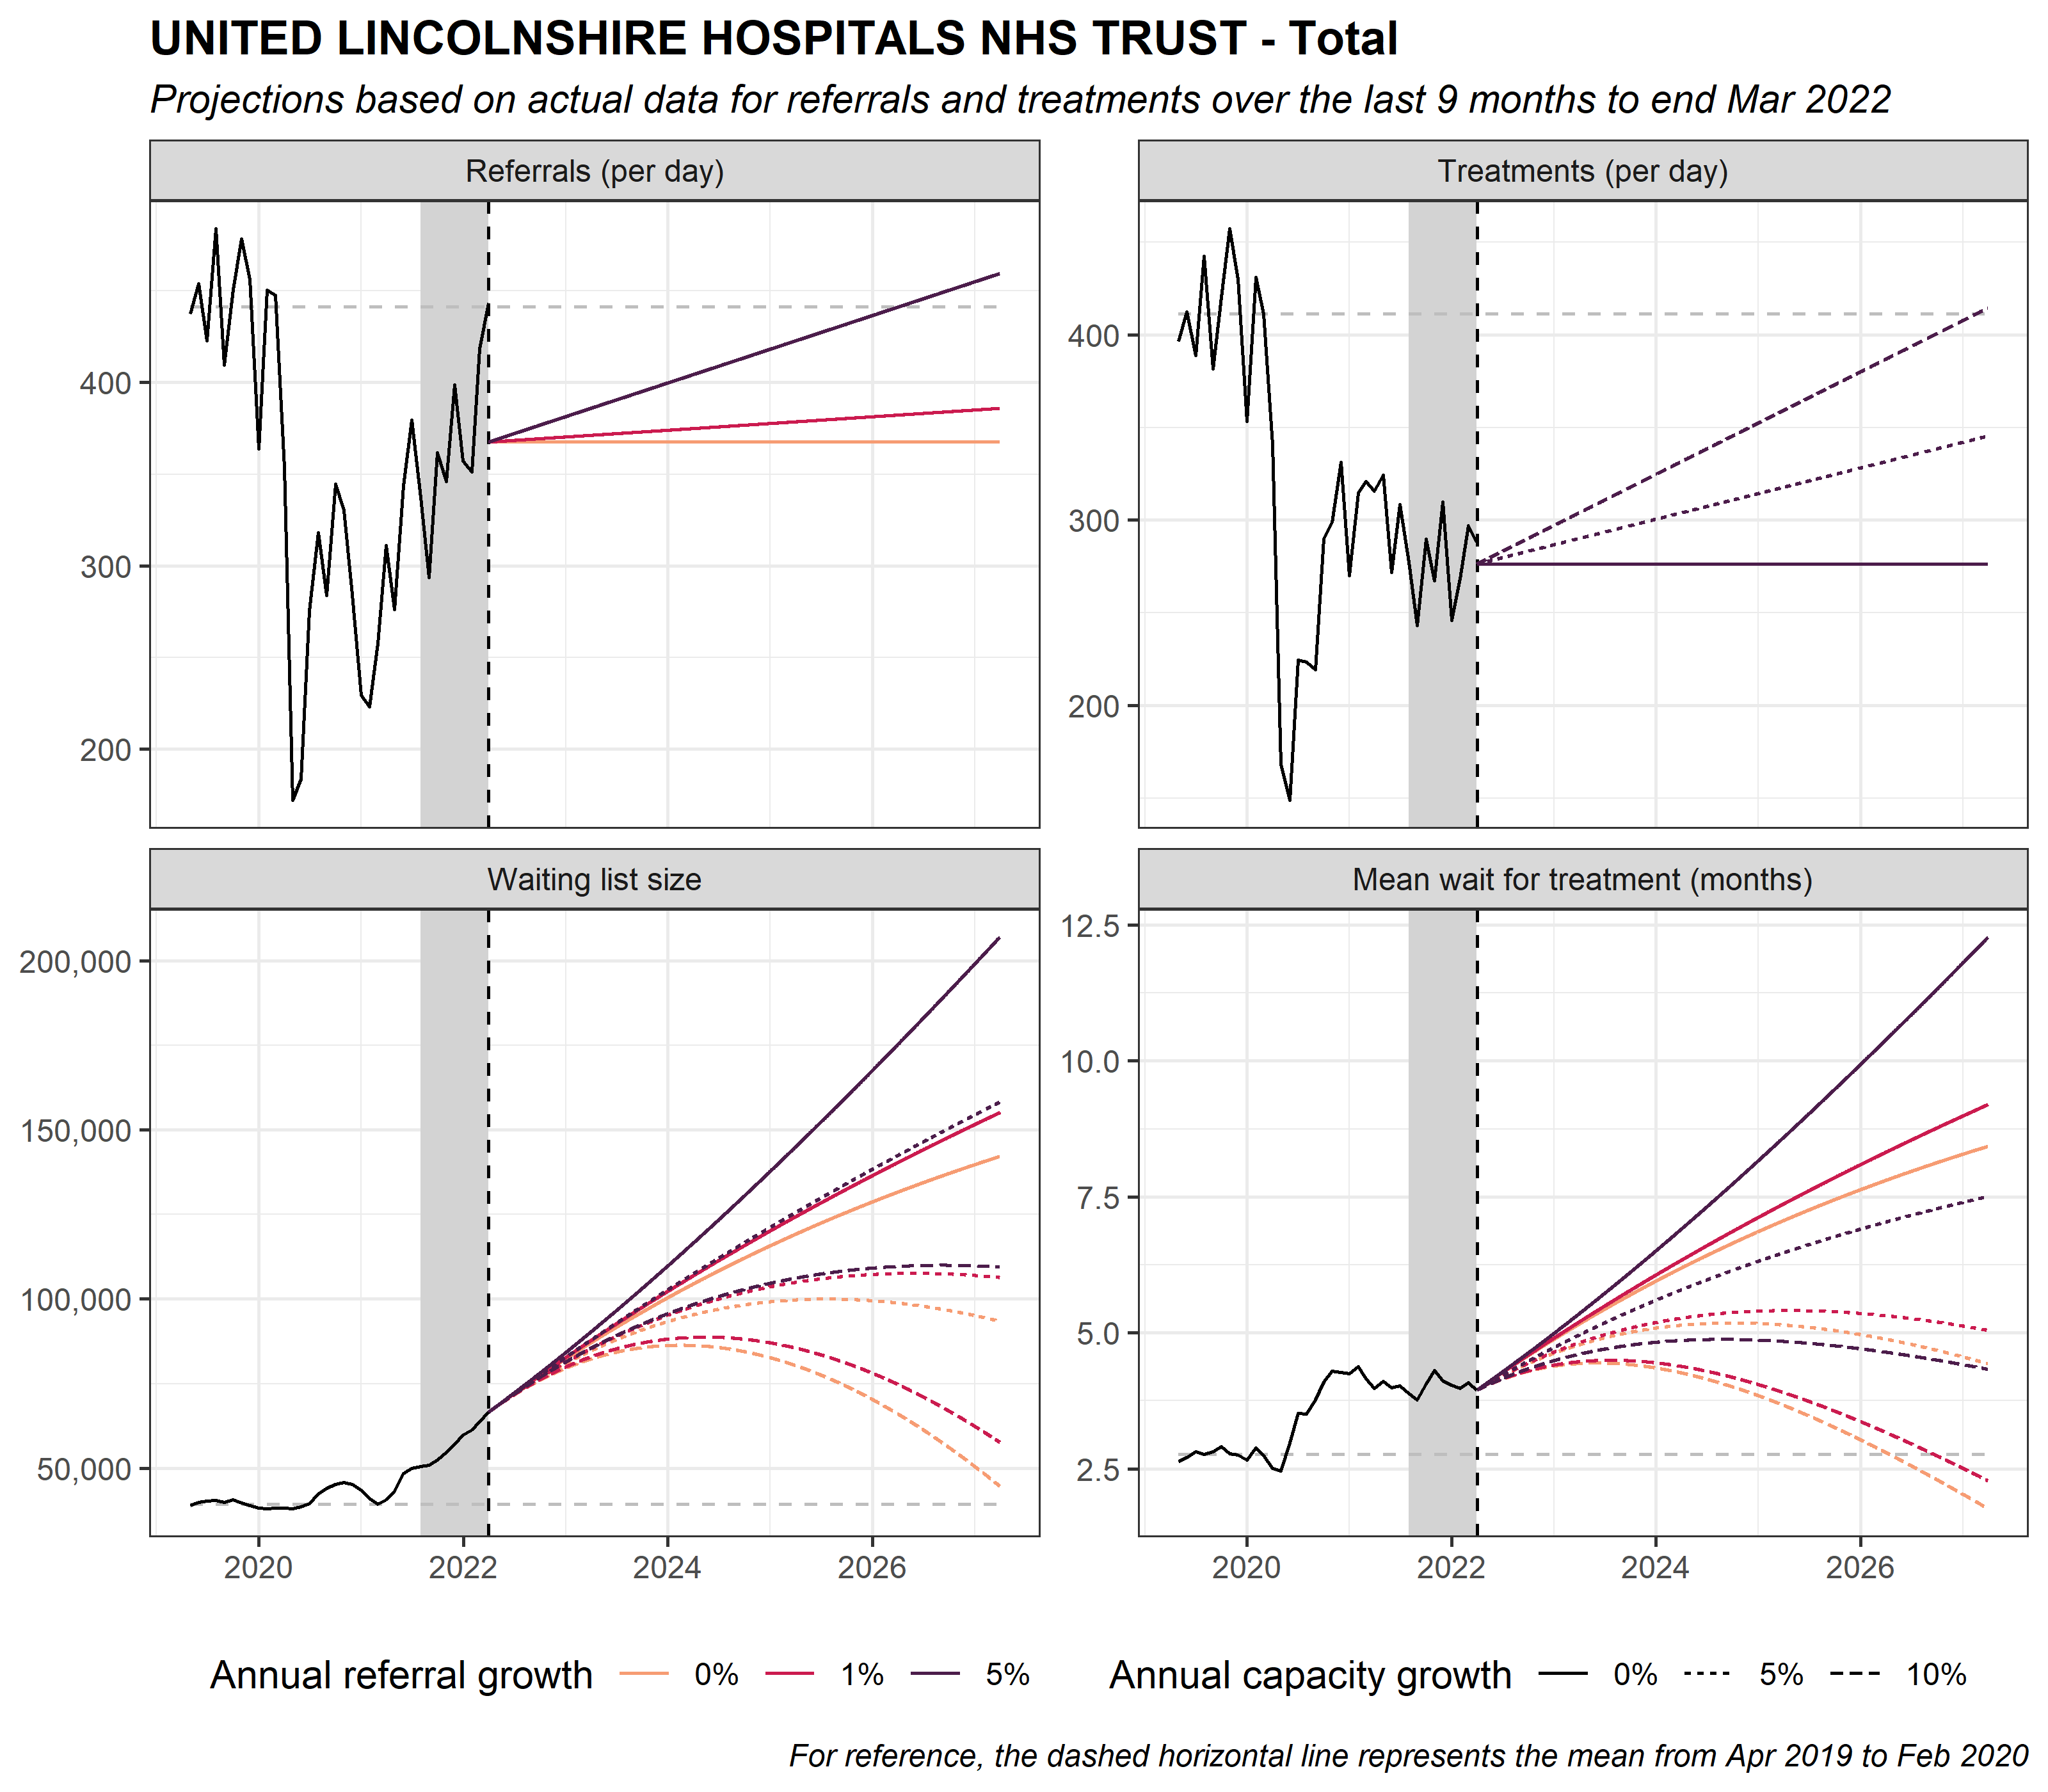 UNITED LINCOLNSHIRE HOSPITALS NHS TRUST - Total
Projections based on actual data for referrals and treatments over the last 9 months to end Mar 2022
Referrals (per day)
400
300
200
Treatments (per day)
400
300
200
Waiting list size
200,000
150,000
100,000
50,000
2020 2022 2024 2026
Mean wait for treatment (months)
12.5
10.0
7.5
5.0
2.5
2020 2022 2024 2026
Annual referral growth 0% 1% 5%
Annual capacity growth 0% 5% 10%
For reference, the dashed horizontal line represents the mean from Apr 2019 to Feb 2020